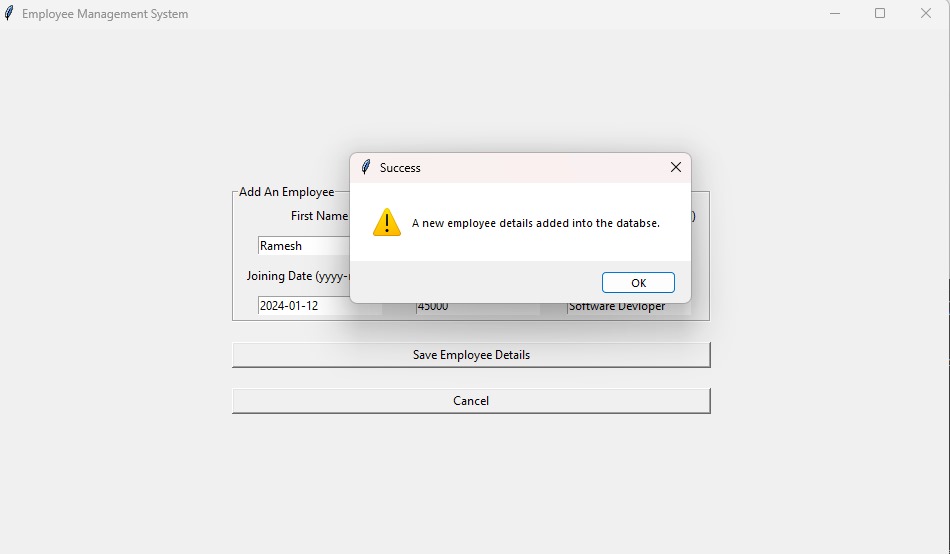 Employee Management System
Success
Add An Employee
First Name
)
A new employee details added into the databse.
Ramesh
Joining Date (yyyy-
OK
2024-01-12
45000
Software Devloper
Save Employee Details
Cancel